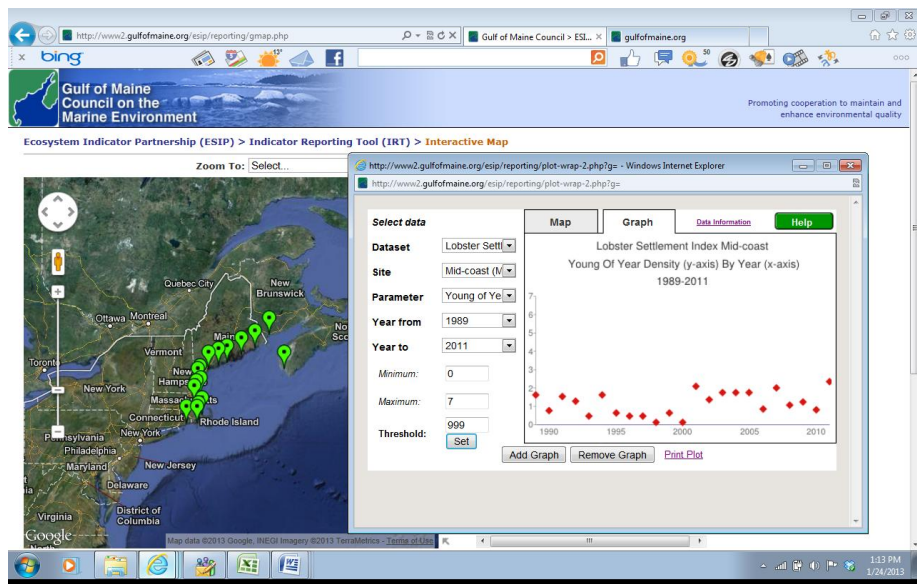 http://www2.gulfofmaine.org/esip/reporting/gmap.php
Gulf of Maine Council > ESI...
gulfofmaine.org
bing
12°
50
Gulf of Maine
Council on the
Marine Environment
Promoting cooperation to maintain and
enhance environmental quality
Ecosystem Indicator Partnership (ESIP) > Indicator Reporting Tool (IRT) > Interactive Map
Zoom To: Select...
Quebec City
New
Brunswick
Ottawa Montreal
Maine
No
Sco
Vermont
Toronto
New
Hamps
New York
Massac ts
Connecticut
Rhode Island
Pennsylvania
New York
Philadelphia
Maryland
New Jersey
Delaware
District of
Columbia
Virginia
Google
Map data ©2013 Google, INEGI Imagery ©2013 TerraMetrics - Terms of Use
http://www2.gulfofmaine.org/esip/reporting/plot-wrap-2.php?g= - Windows Internet Explorer
http://www2.gulfofmaine.org/esip/reporting/plot-wrap-2.php?g=
Select data
Dataset Lobster Settl
Site Mid-coast (M
Parameter Young of Ye
Year from 1989
Year to 2011
Minimum: 0
Maximum: 7
Threshold: 999
Set
Map
Graph
Data Information
Help
Lobster Settlement Index Mid-coast
Young Of Year Density (y-axis) By Year (x-axis)
1989-2011
7
6
5
4
3
2
1
1990 1995 2000 2005 2010
Add Graph
Remove Graph
Print Plot
1:13 PM
1/24/2013